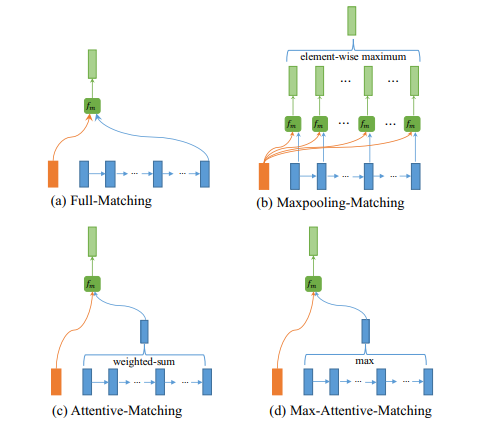 f_m
... ...
(a) Full-Matching
element-wise maximum
... ...
f_m f_m ... f_m ... f_m
... ...
(b) Maxpooling-Matching
f_m
weighted-sum
... ...
(c) Attentive-Matching
f_m
max
... ...
(d) Max-Attentive-Matching